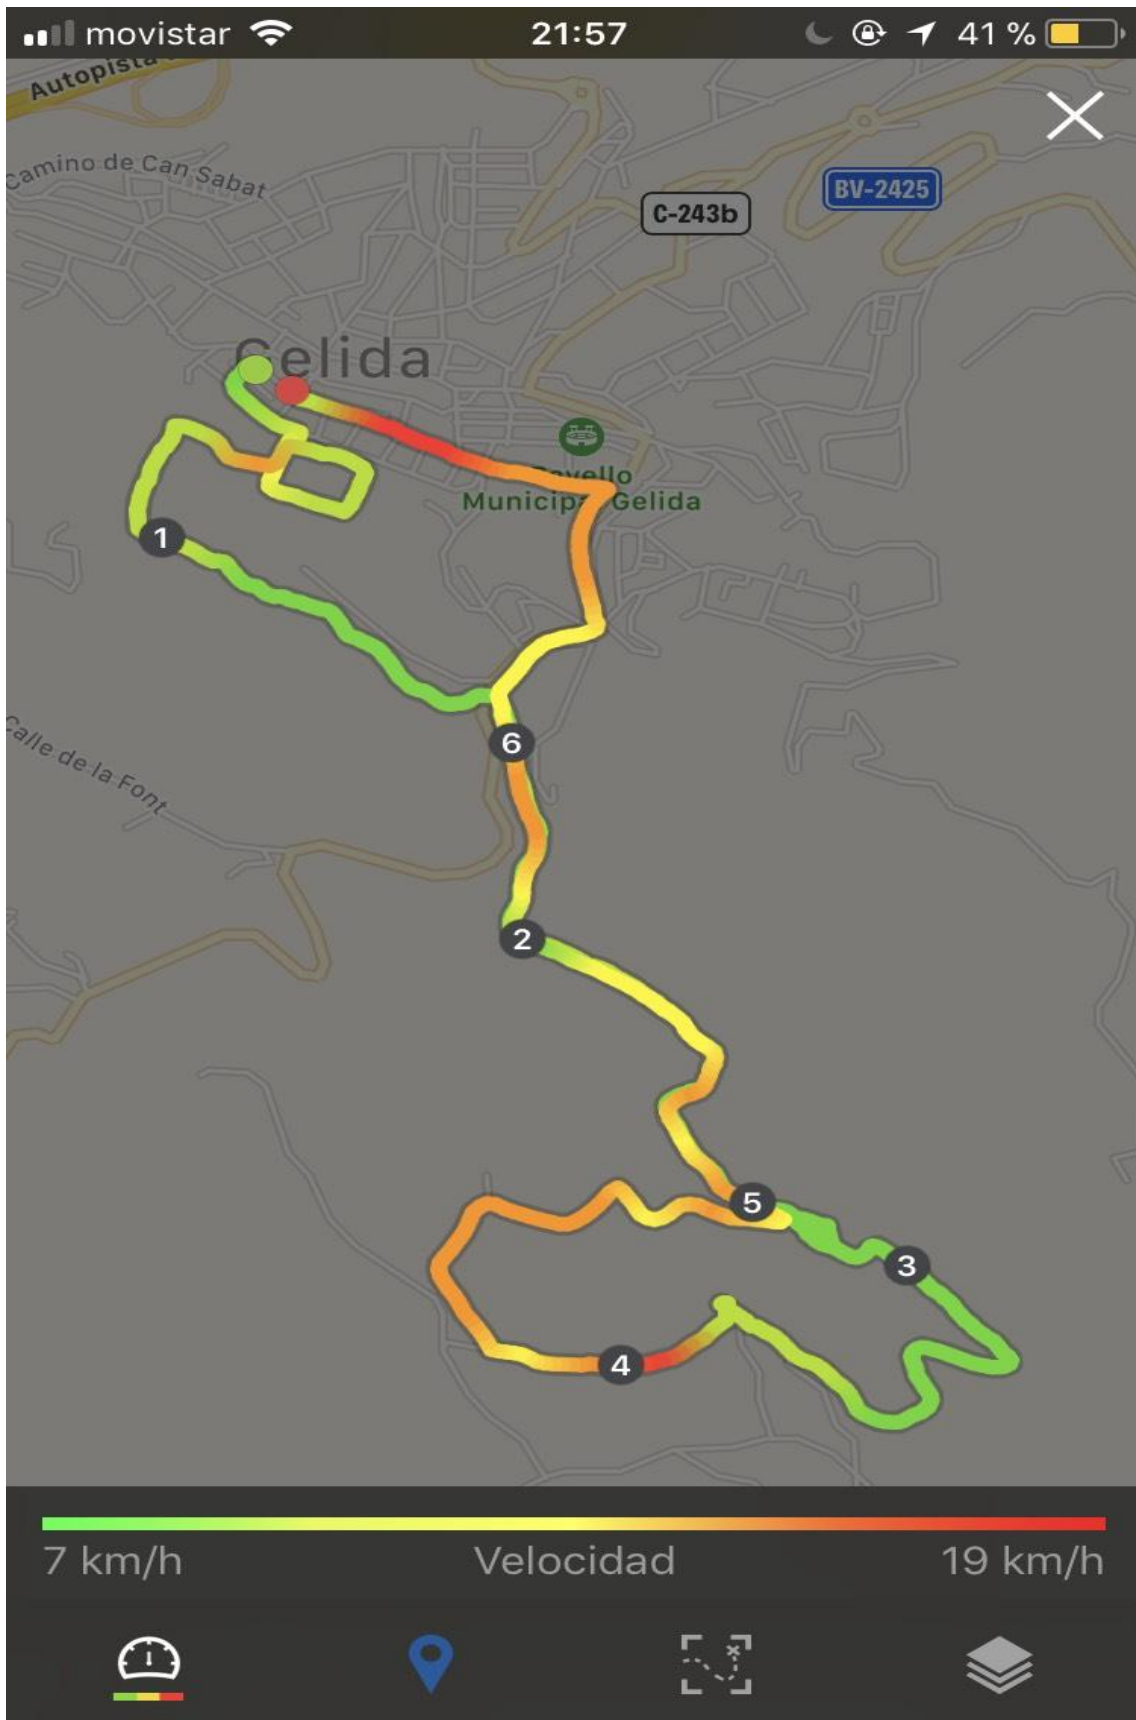 movistar 21:57 41 %
Autopista
Camino de Can Sabat
BV-2425
C-243b
Gelida
Pavello
Municipal Gelida
1
6
Calle de la Font
2
5
3
4
7 km/h Velocidad 19 km/h